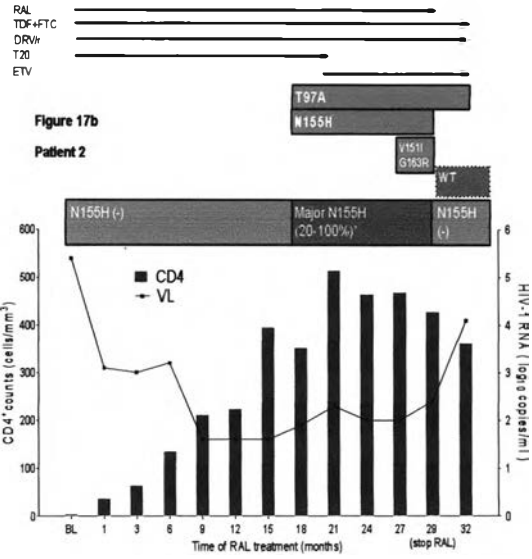 RAL
TDF+FTC
DRV/r
T20
ETV
T97A
Figure 17b
N155H
Patient 2
V151I
G163R
WT
N155H (-)
Major N155H
(20-100%)*
N155H
(-)
600
500
400
300
200
100
0
CD4⁺counts (cells/mm³)
CD4
VL
6
5
4
3
2
1
0
HIV-1 RNA (log₁₀ copies/ml)
BL 1 3 6 9 12 15 18 21 24 27 29 32
Time of RAL treatment (months)
(stop RAL)